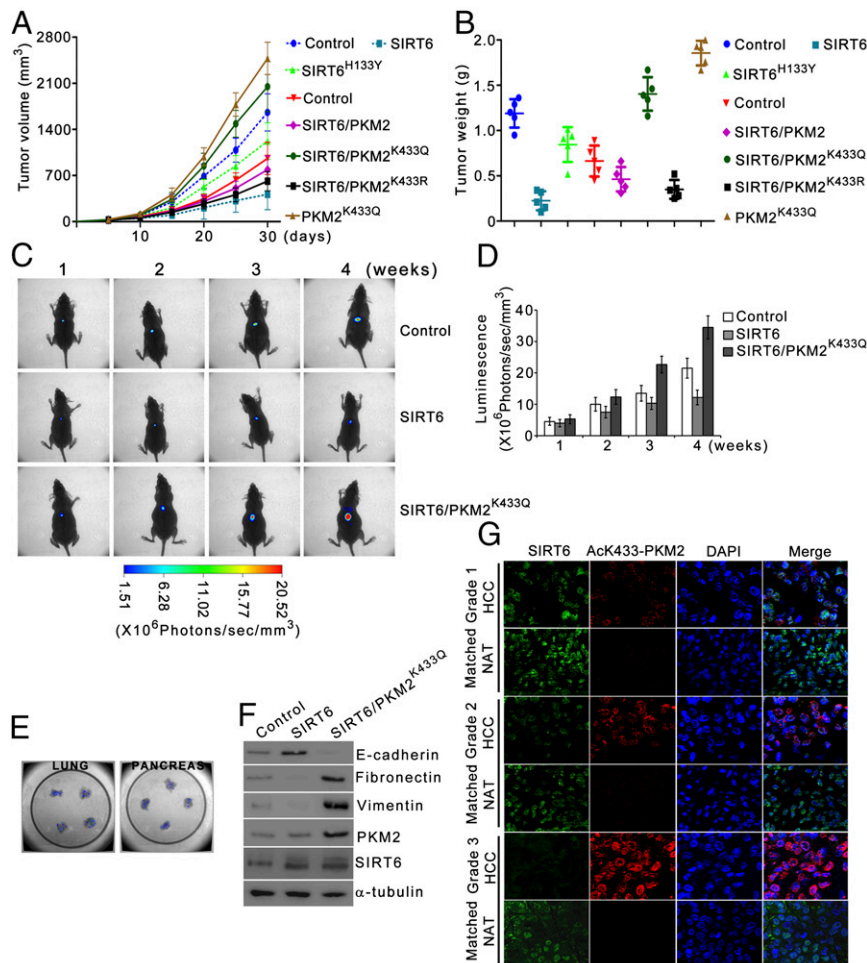 A
Tumor volume (mm3)
2800
2100
1400
700
0
10
20
30 (days)
Control
SIRT6
SIRT6H133Y
Control
SIRT6/PKM2
SIRT6/PKM2K433Q
SIRT6/PKM2K433R
PKM2K433Q
B
Tumor weight (g)
2.0
1.5
1.0
0.5
0
Control
SIRT6
SIRT6H133Y
Control
SIRT6/PKM2
SIRT6/PKM2K433Q
SIRT6/PKM2K433R
PKM2K433Q
C
1 2 3 4 (weeks)
Control
SIRT6
SIRT6/PKM2K433Q
1.51 6.28 11.02 15.77 20.52
(X106Photons/sec/mm3)
D
Luminescence
(X106Photons/sec/mm3)
40
30
20
10
0
1 2 3 4 (weeks)
Control
SIRT6
SIRT6/PKM2K433Q
E
LUNG
PANCREAS
F
Control
SIRT6
SIRT6/PKM2K433Q
E-cadherin
Fibronectin
Vimentin
PKM2
SIRT6
α-tubulin
G
SIRT6 AcK433-PKM2 DAPI Merge
Grade 1
HCC
Matched
NAT
Grade 2
HCC
Matched
NAT
Grade 3
HCC
Matched
NAT